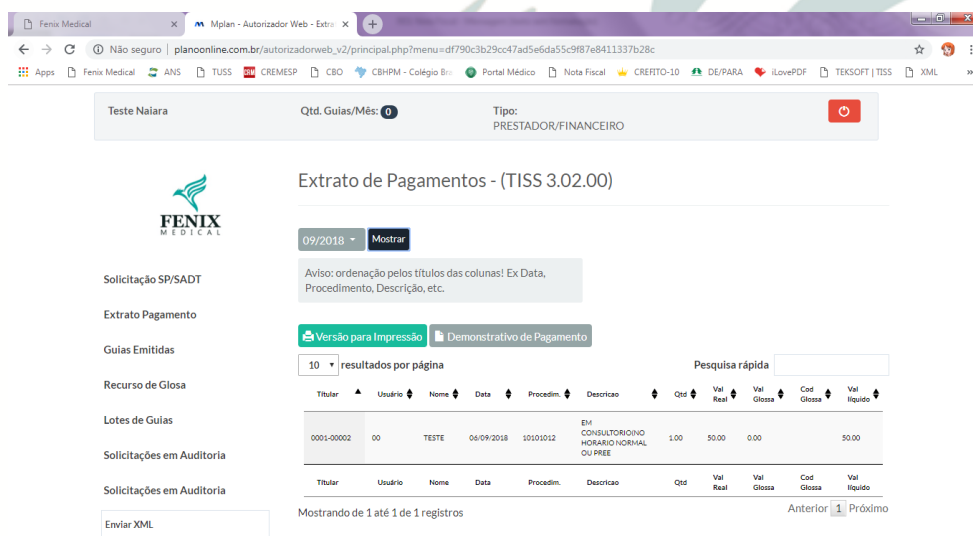 Fenix Medical
Mplan - Autorizador Web - Extra
Não seguro | planoonline.com.br/autorizadorweb_v2/principal.php?menu=df790c3b29cc47ad5e6da55c9f87e8411337b28c
Apps Fenix Medical ANS TUSS CRM CREMESP CBO CBHPM - Colégio Bra Portal Médico Nota Fiscal CREFITO-10 DE/PARA iLovePDF TEKSOFT | TISS XML »
Teste Naiara Qtd. Guias/Mês: 0 Tipo:
PRESTADOR/FINANCEIRO
FENIX
MEDICAL
Solicitação SP/SADT
Extrato Pagamento
Guias Emitidas
Recurso de Glosa
Lotes de Guias
Solicitações em Auditoria
Solicitações em Auditoria
Enviar XML
Extrato de Pagamentos - (TISS 3.02.00)
09/2018 Mostrar
Aviso: ordenação pelos títulos das colunas! Ex Data,
Procedimento, Descrição, etc.
Versão para Impressão Demonstrativo de Pagamento
10 resultados por página Pesquisa rápida
Titular Usuário Nome Data Procedim. Descricao Qtd Val Real Val Glossa Cod Glossa Val líquido
0001-00002 00 TESTE 06/09/2018 10101012 EM CONSULTORIO(NO HORARIO NORMAL OU PREE 1.00 50.00 0.00 50.00
Titular Usuário Nome Data Procedim. Descricao Qtd Val Real Val Glossa Cod Glossa Val líquido
Mostrando de 1 até 1 de 1 registros Anterior 1 Próximo